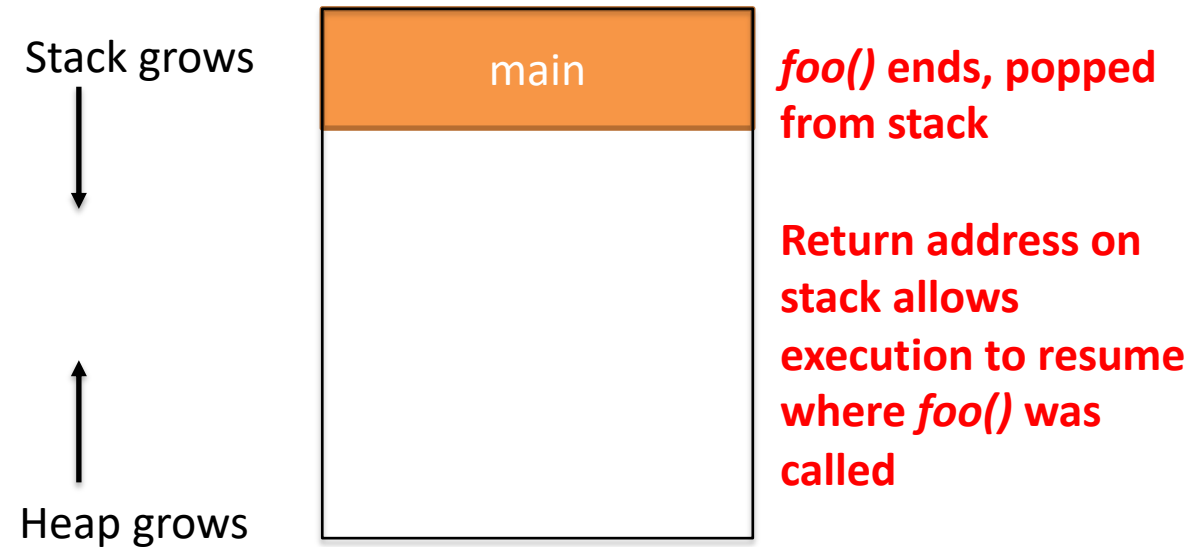 Stack grows
main
foo() ends, popped
from stack
Return address on
stack allows
execution to resume
where foo() was
called
Heap grows